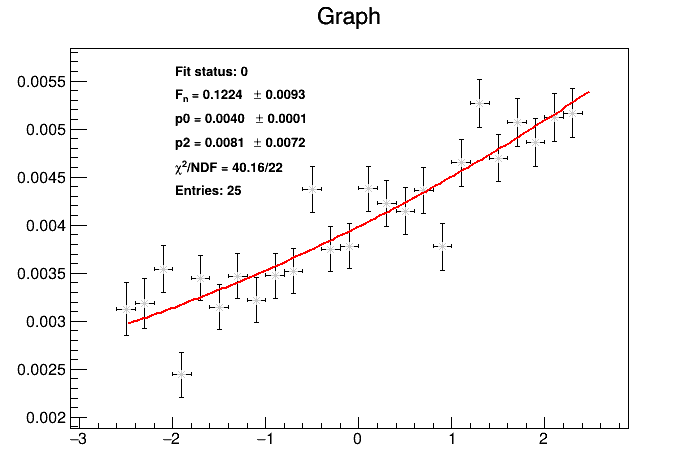 Graph
Fit status: 0
Fn = 0.1224 ± 0.0093
p0 = 0.0040 ± 0.0001
p2 = 0.0081 ± 0.0072
χ²/NDF = 40.16/22
Entries: 25
0.0055
0.005
0.0045
0.004
0.0035
0.003
0.0025
0.002
−3 −2 −1 0 1 2